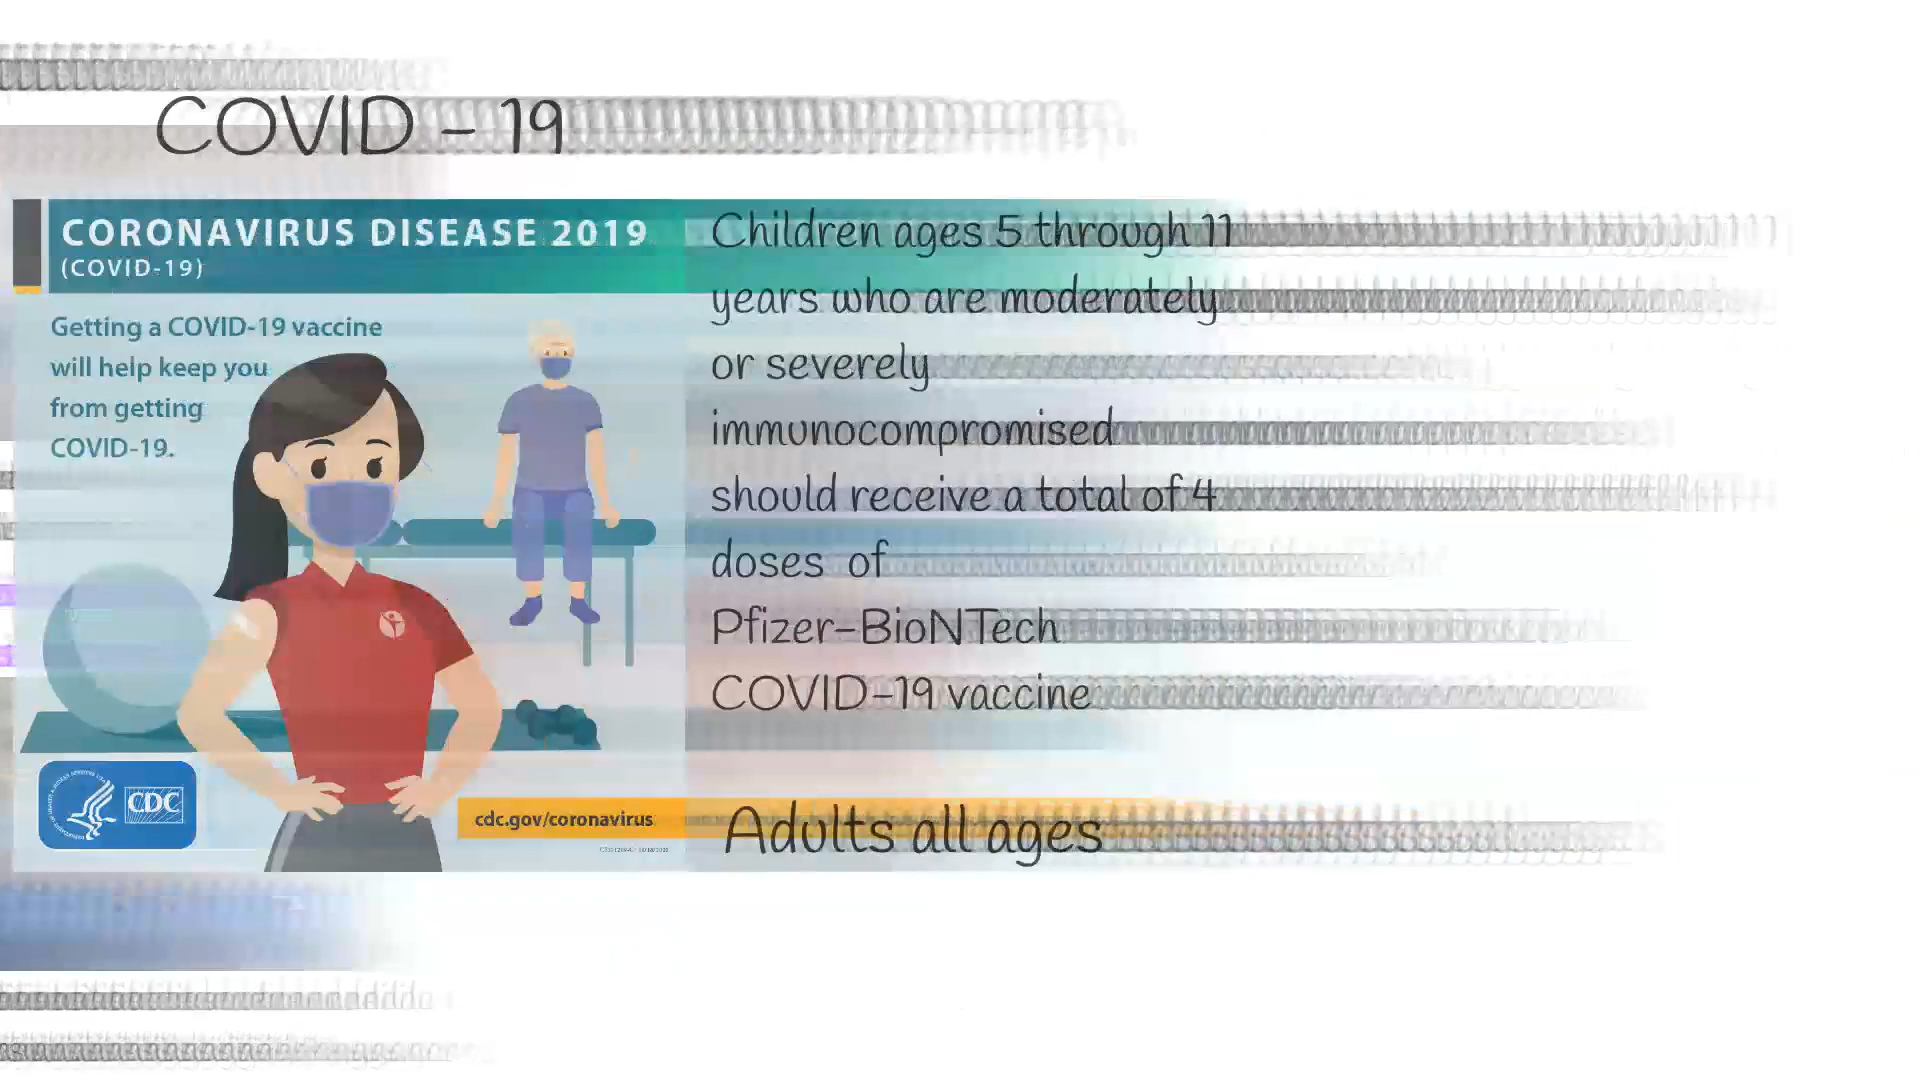 COVID – 19
CORONAVIRUS DISEASE 2019
(COVID-19)
Getting a COVID-19 vaccine
will help keep you
from getting
COVID-19.
CDC
cdc.gov/coronavirus
Children ages 5 through 11
years who are moderately
or severely
immunocompromised
should receive a total of 4
doses of
Pfizer-BioNTech
COVID-19 vaccine
Adults all ages